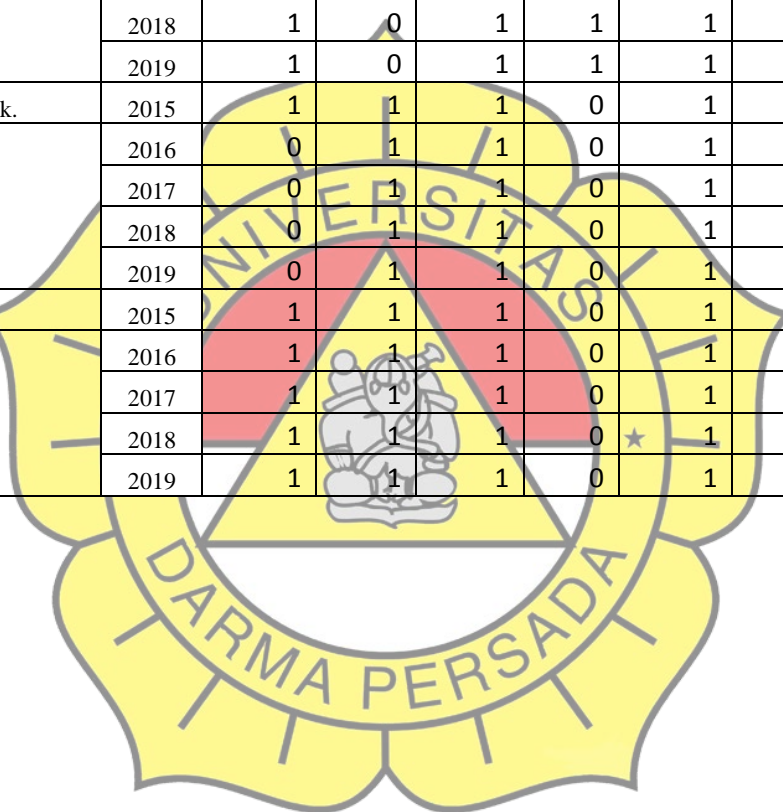 2018 1 0 1 1 1
2019 1 0 1 1 1
k. 2015 1 1 1 0 1
2016 0 1 1 0 1
2017 0 1 1 0 1
2018 0 1 1 0 1
2019 0 1 1 0 1
2015 1 1 1 0 1
2016 1 1 1 0 1
2017 1 1 1 0 1
2018 1 1 1 0 1
2019 1 1 1 0 1
UNIVERSITAS
DARMA PERSADA